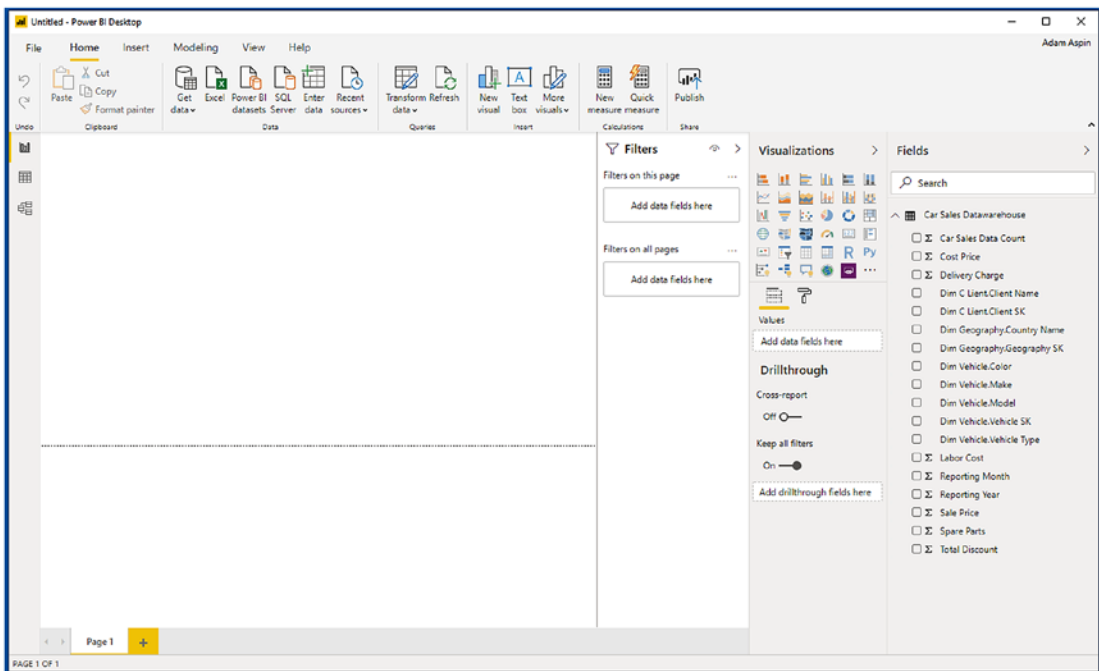 Untitled - Power BI Desktop
Adam Aspin
File Home Insert Modeling View Help
Paste
Cut
Copy
Format painter
Get data
Excel
Power BI datasets
SQL Server
Enter data
Recent sources
Transform data
Refresh
New visual
Text box
More visuals
New measure
Quick measure
Publish
Undo Clipboard Data Queries Insert Calculations Share
Filters
Filters on this page ...
Add data fields here
Filters on all pages ...
Add data fields here
Visualizations
R Py
...
Values
Add data fields here
Drillthrough
Cross-report
Off
Keep all filters
On
Add drillthrough fields here
Fields
Search
Car Sales Datawarehouse
Σ Car Sales Data Count
Σ Cost Price
Σ Delivery Charge
Dim C Lient.Client Name
Dim C Lient.Client SK
Dim Geography.Country Name
Dim Geography.Geography SK
Dim Vehicle.Color
Dim Vehicle.Make
Dim Vehicle.Model
Dim Vehicle.Vehicle SK
Dim Vehicle.Vehicle Type
Σ Labor Cost
Σ Reporting Month
Σ Reporting Year
Σ Sale Price
Σ Spare Parts
Σ Total Discount
Page 1 +
PAGE 1 OF 1